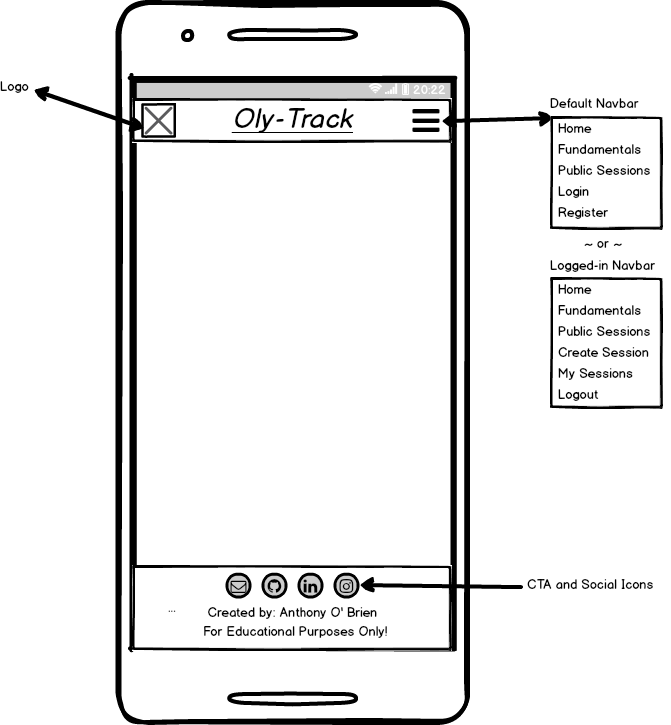 20:22
Logo
Oly-Track
Default Navbar
Home
Fundamentals
Public Sessions
Login
Register
~ or ~
Logged-in Navbar
Home
Fundamentals
Public Sessions
Create Session
My Sessions
Logout
in
CTA and Social Icons
... Created by: Anthony O' Brien
For Educational Purposes Only!